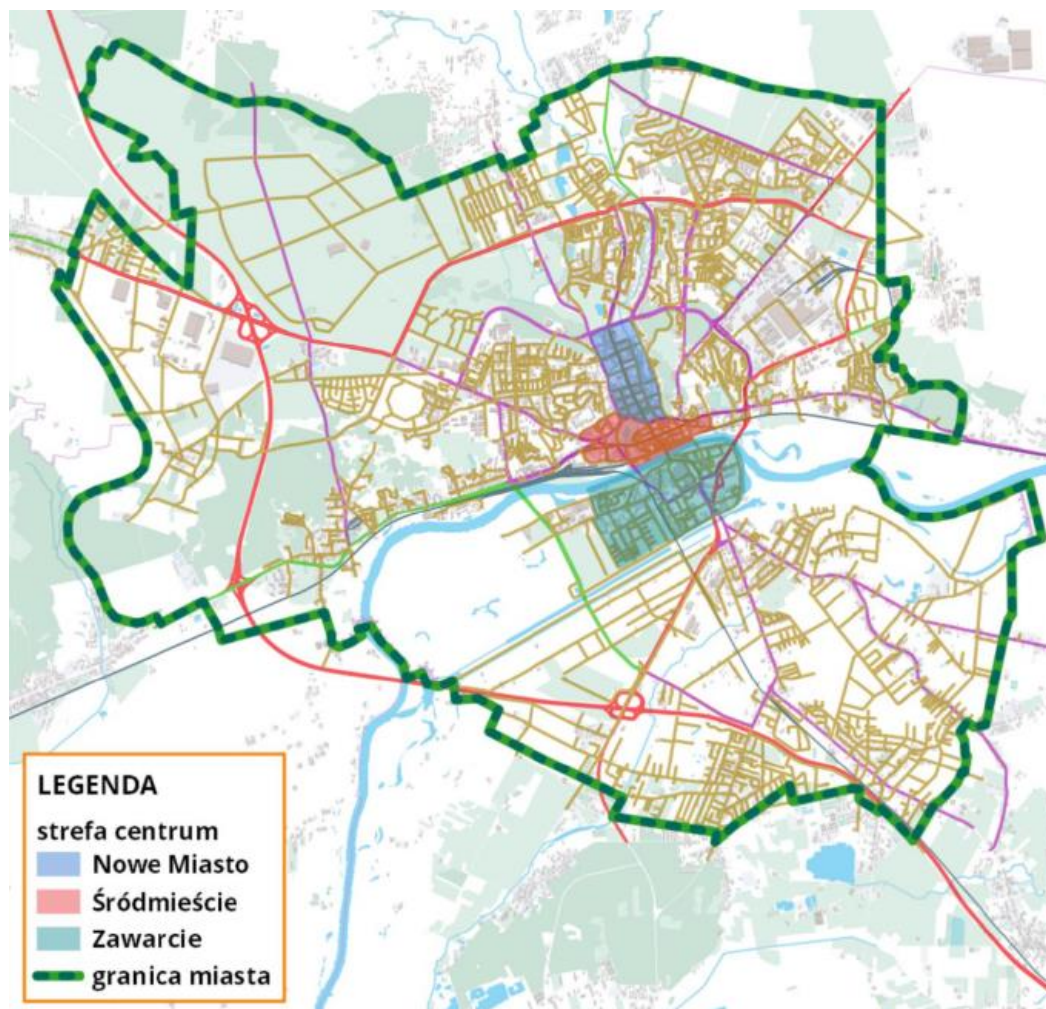 LEGENDA
strefa centrum
Nowe Miasto
Śródmieście
Zawarcie
granica miasta